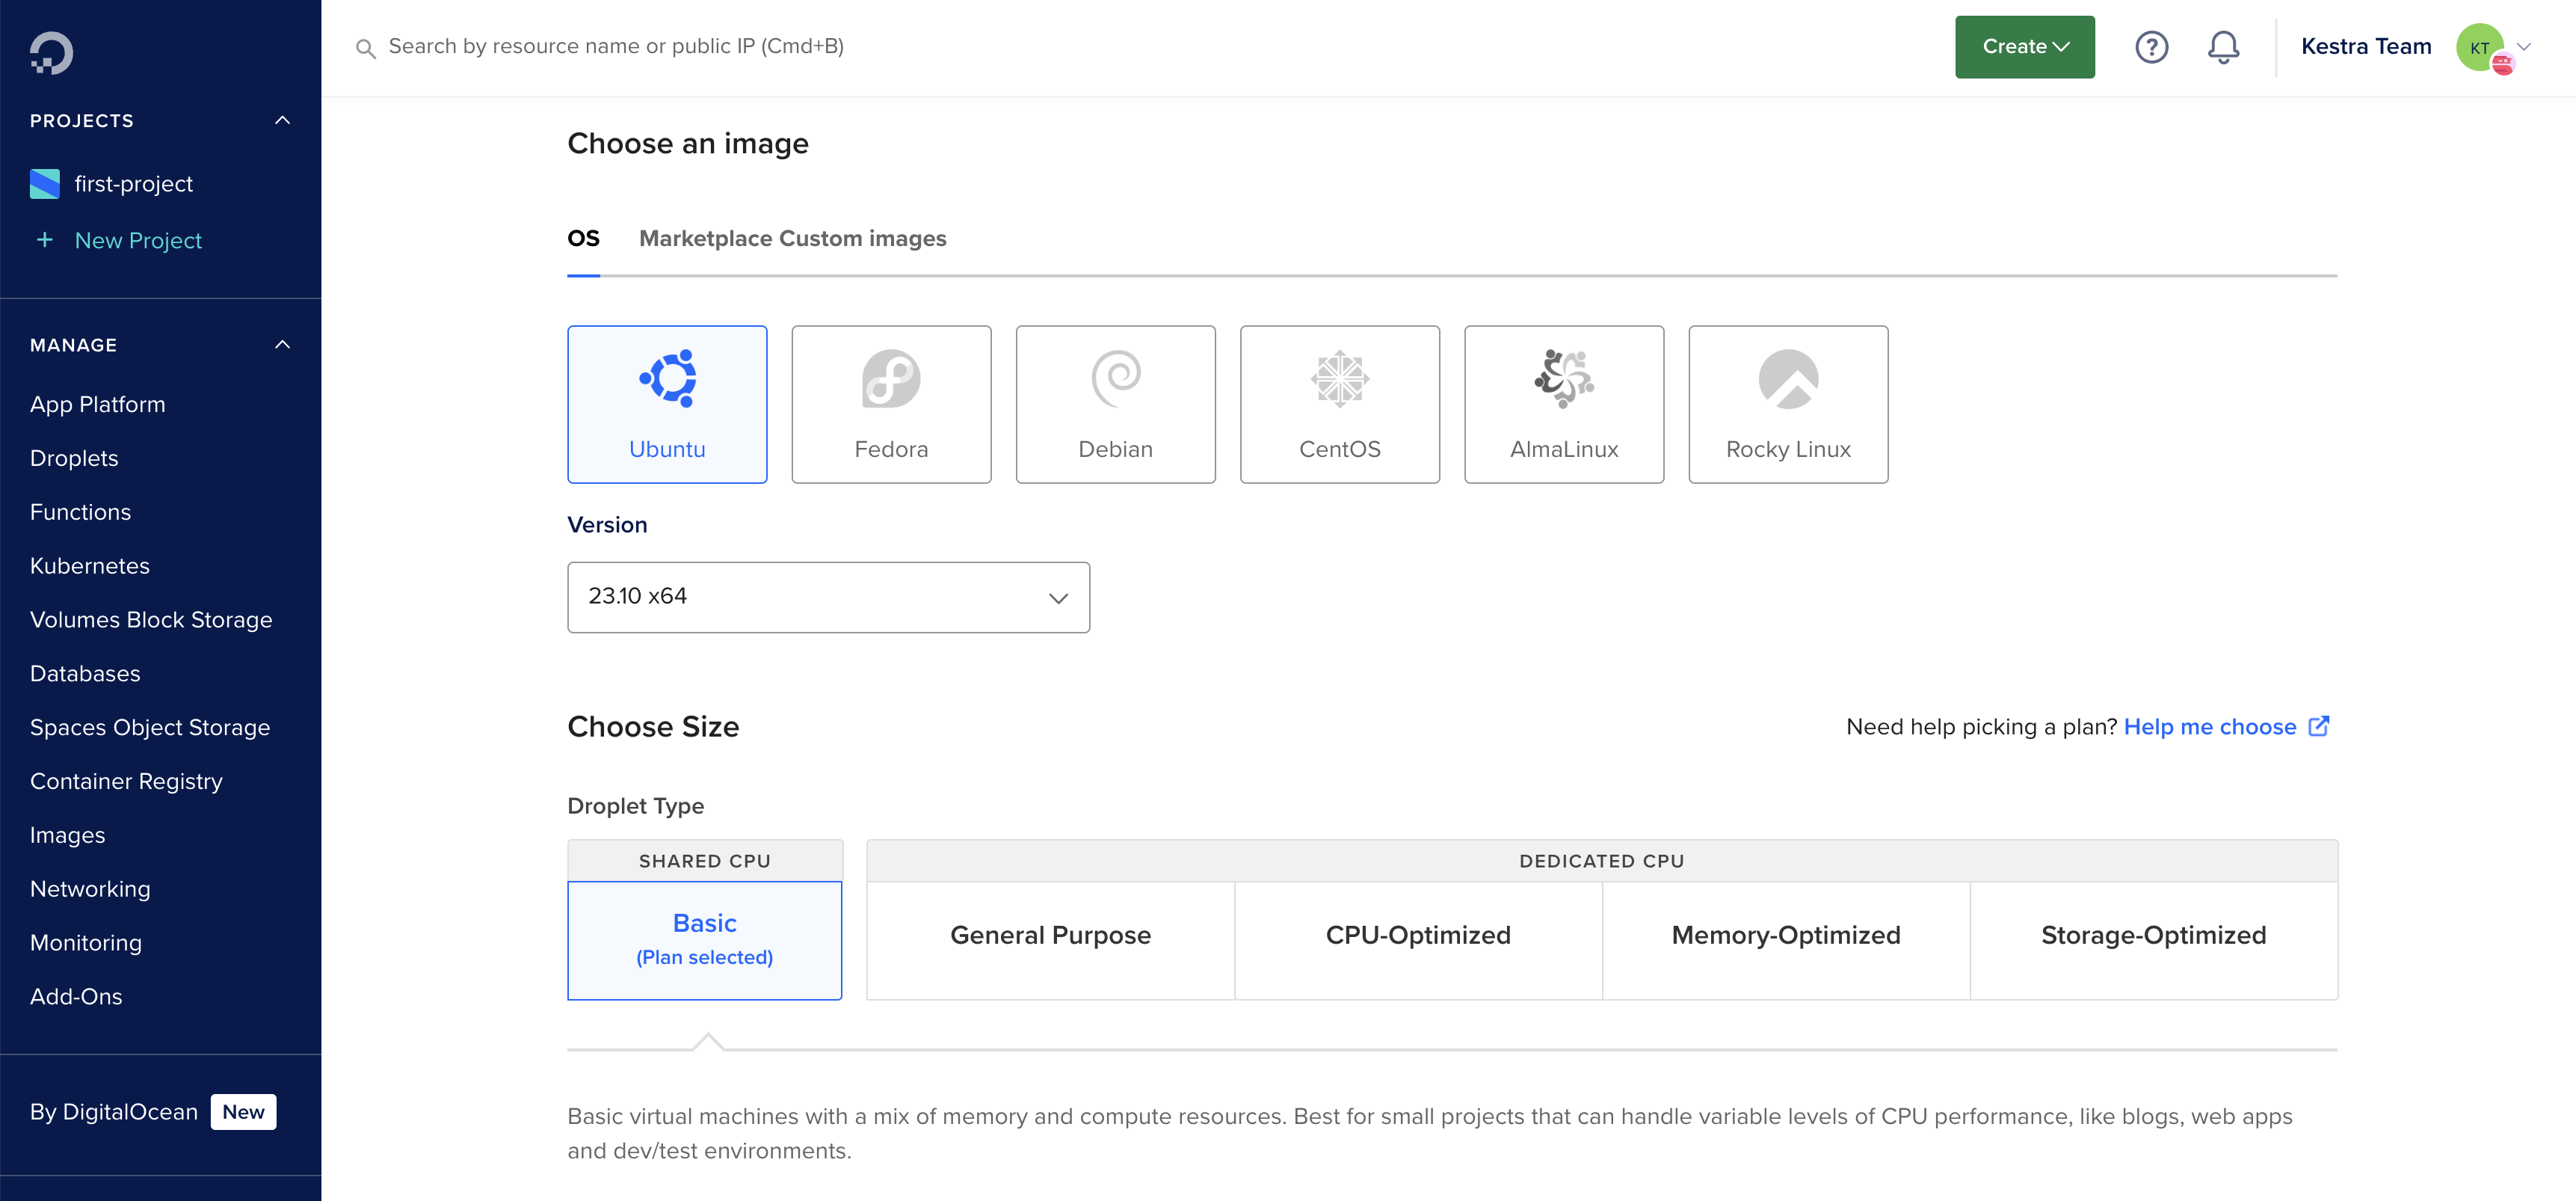 Search by resource name or public IP (Cmd+B)
Create
Kestra Team
KT
PROJECTS
first-project
New Project
MANAGE
App Platform
Droplets
Functions
Kubernetes
Volumes Block Storage
Databases
Spaces Object Storage
Container Registry
Images
Networking
Monitoring
Add-Ons
By DigitalOcean New
Choose an image
OS Marketplace Custom images
Ubuntu Fedora Debian CentOS AlmaLinux Rocky Linux
Version
23.10 x64
Choose Size
Need help picking a plan? Help me choose
Droplet Type
SHARED CPU DEDICATED CPU
Basic
(Plan selected)
General Purpose CPU-Optimized Memory-Optimized Storage-Optimized
Basic virtual machines with a mix of memory and compute resources. Best for small projects that can handle variable levels of CPU performance, like blogs, web apps
and dev/test environments.